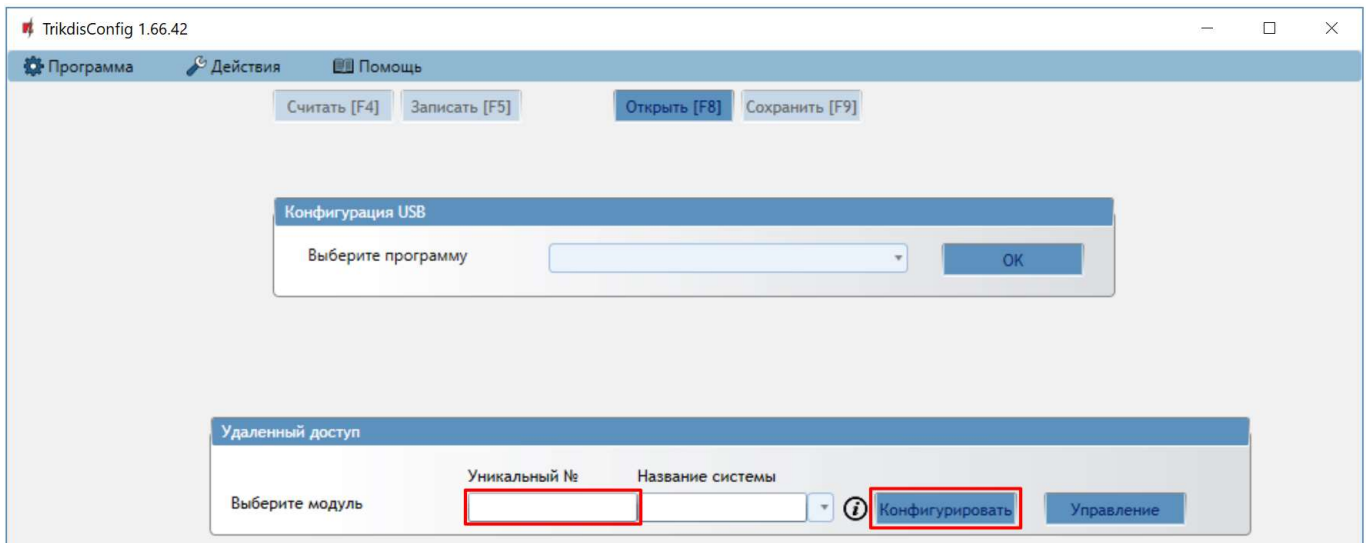 TrikdisConfig 1.66.42
Программа Действия Помощь
Считать [F4] Записать [F5] Открыть [F8] Сохранить [F9]
Конфигурация USB
Выберите программу OK
Удаленный доступ
Уникальный № Название системы
Выберите модуль i Конфигурировать Управление